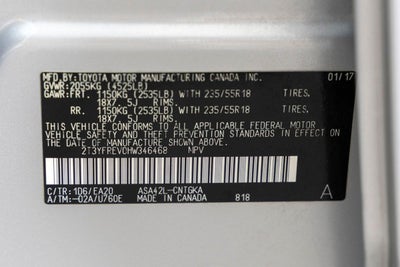 MFD.BY:TOYOTA MOTOR MANUFACTURING CANADA INC. 01/17
GVWR:2055KG (4525LB)
GAWR:FRT. 1150KG (2535LB) WITH 235/55R18 TIRES.
18X7. 5J RIMS.
RR. 1150KG (2535LB) WITH 235/55R18 TIRES.
18X7. 5J RIMS.
THIS VEHICLE CONFORMS TO ALL APPLICABLE FEDERAL MOTOR
VEHICLE SAFETY AND THEFT PREVENTION STANDARDS IN EFFECT
ON THE DATE OF MANUFACTURE SHOWN ABOVE.
2T3YFREV0HW346468 MPV
C/TR:1D6/EA20 ASA42L-CNTGKA
A/TM:-02A/U760E MADE IN CANADA 818 A